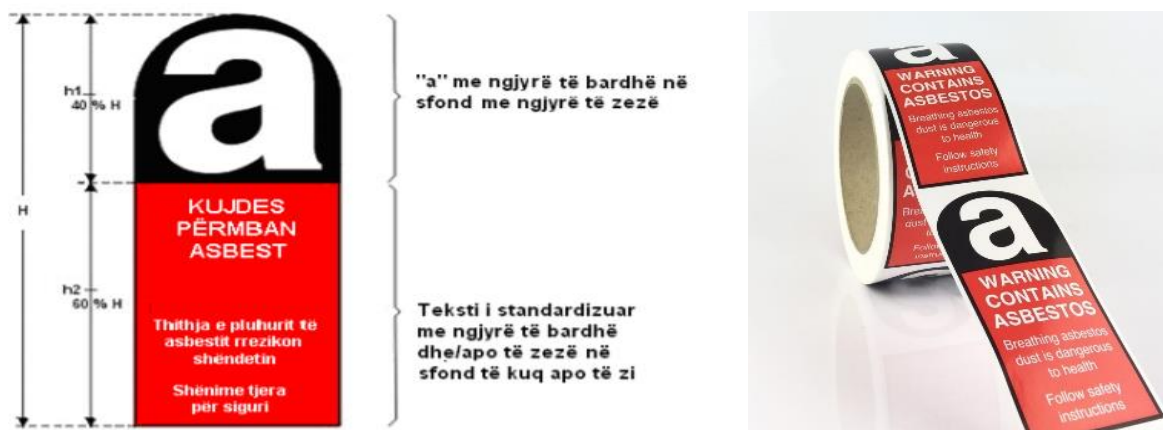 H
h1
40 % H
h2
60 % H
a
KUJDES
PËRMBAN
ASBEST
Thithja e pluhurit të
asbestit rrezikon
shëndetin
Shënime tjera
për siguri
"a" me ngjyrë të bardhë në
sfond me ngjyrë të zezë
Teksti i standardizuar
me ngjyrë të bardhë
dhe/apo të zezë në
sfond të kuq apo të zi
a
WARNING
CONTAINS
ASBESTOS
Breathing asbestos
dust is dangerous
to health
Follow safety
instructions
a
WARNING
CONTAINS
ASBESTOS
Breathing asbestos
dust is dangerous
to health
Follow safety
instructions